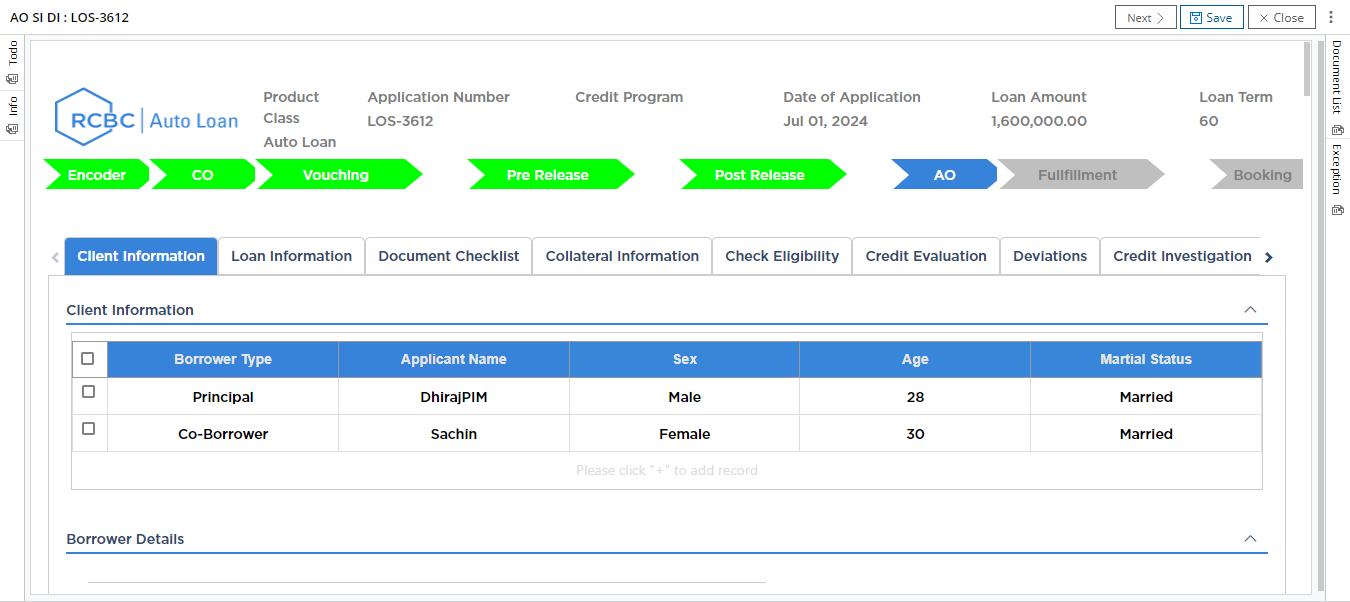 AO SI DI : LOS-3612
Next
Save
Close
Todo
Info
Document List
Exception
RCBC Auto Loan
Product Class
Auto Loan
Application Number
LOS-3612
Credit Program
Date of Application
Jul 01, 2024
Loan Amount
1,600,000.00
Loan Term
60
Encoder
CO
Vouching
Pre Release
Post Release
AO
Fullfillment
Booking
Client Information
Loan Information
Document Checklist
Collateral Information
Check Eligibility
Credit Evaluation
Deviations
Credit Investigation
Client Information
Borrower Type Applicant Name Sex Age Martial Status
Principal DhirajPIM Male 28 Married
Co-Borrower Sachin Female 30 Married
Please click "+" to add record
Borrower Details